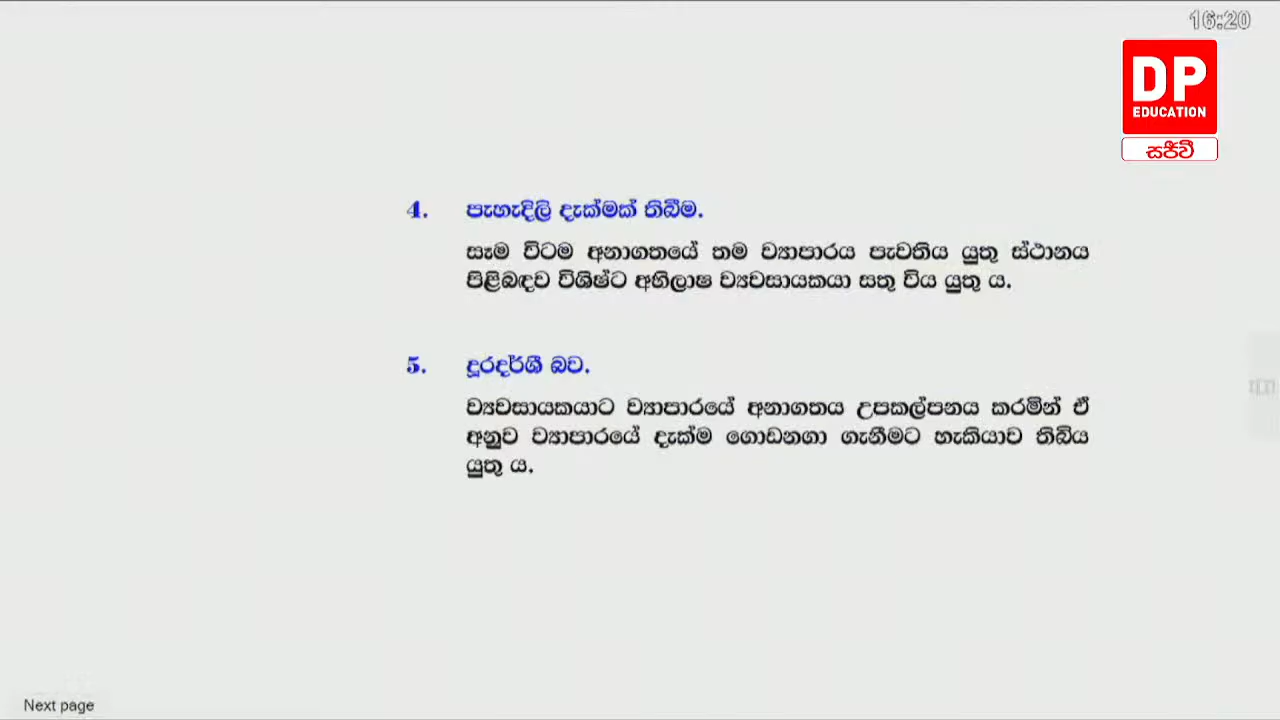 16:20
DP
EDUCATION
සජීවී
4. පැහැදිලි දැක්මක් තිබීම.
සෑම විටම අනාගතයේ තම ව්‍යාපාරය පැවතිය යුතු ස්ථානය
පිළිබඳව විශිෂ්ට අභිලාෂ ව්‍යවසායකයා සතු විය යුතු ය.
5. දූරදර්ශී බව.
ව්‍යවසායකයාට ව්‍යාපාරයේ අනාගතය උපකල්පනය කරමින් ඒ
අනුව ව්‍යාපාරයේ දැක්ම ගොඩනගා ගැනීමට හැකියාව තිබිය
යුතු ය.
Next page